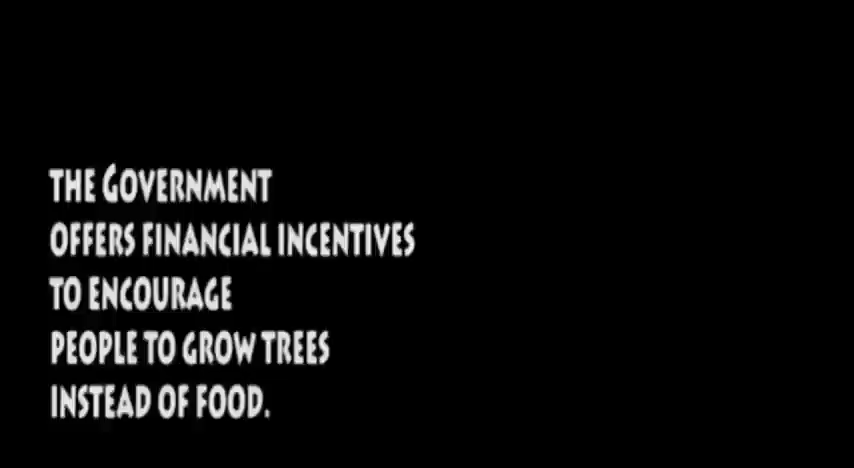 THE GOVERNMENT
OFFERS FINANCIAL INCENTIVES
TO ENCOURAGE
PEOPLE TO GROW TREES
INSTEAD OF FOOD.